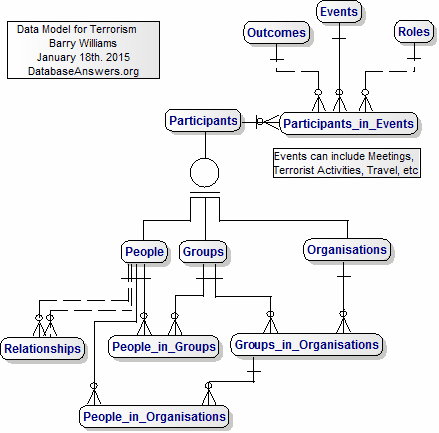 Data Model for Terrorism
Barry Williams
January 18th. 2015
DatabaseAnswers.org
Events
Outcomes
Roles
Participants
Participants_in_Events
Events can include Meetings,
Terrorist Activities, Travel, etc
People
Groups
Organisations
Relationships
People_in_Groups
Groups_in_Organisations
People_in_Organisations